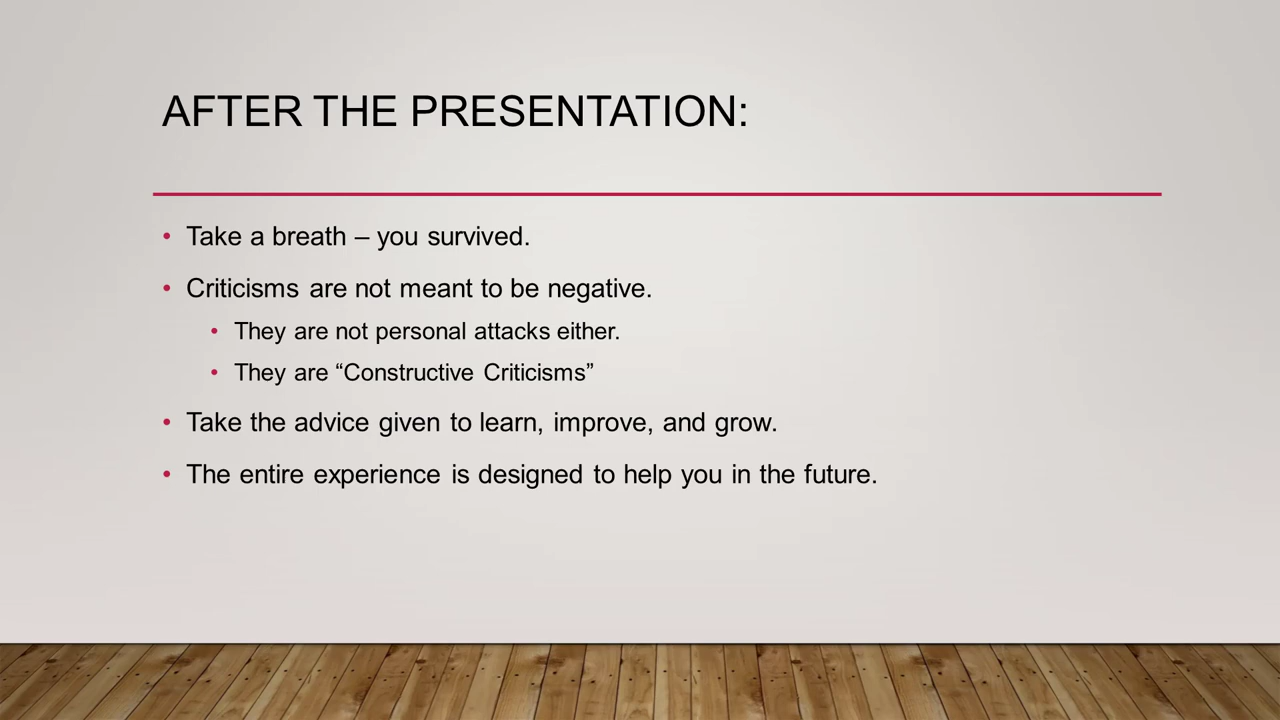 AFTER THE PRESENTATION:
• Take a breath – you survived.
• Criticisms are not meant to be negative.
• They are not personal attacks either.
• They are “Constructive Criticisms”
• Take the advice given to learn, improve, and grow.
• The entire experience is designed to help you in the future.